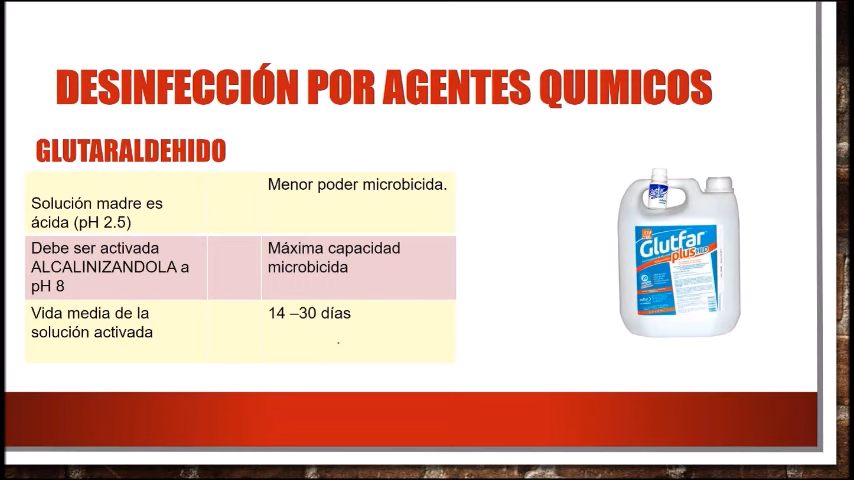 DESINFECCIÓN POR AGENTES QUIMICOS
GLUTARALDEHIDO
Solución madre es
ácida (pH 2.5)
Menor poder microbicida.
Debe ser activada
ALCALINIZANDOLA a
pH 8
Máxima capacidad
microbicida
Vida media de la
solución activada
14 –30 días
Glutfar
plus